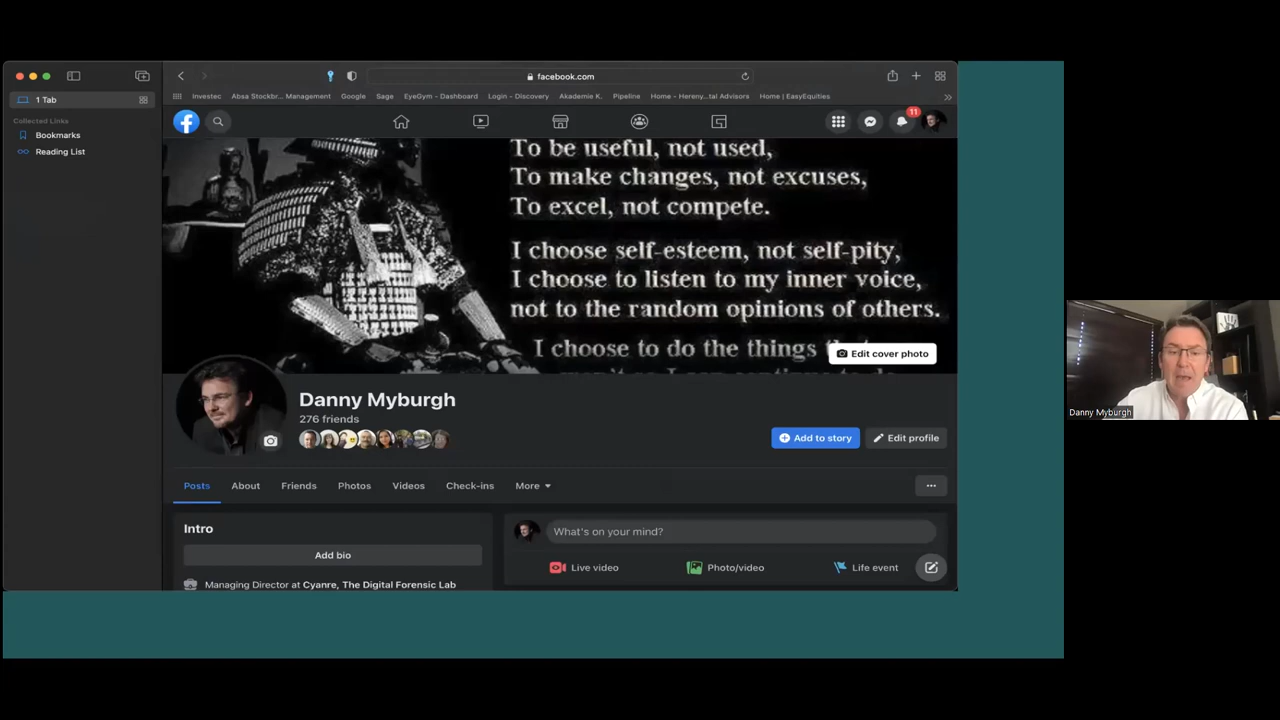 facebook.com
1 Tab
Investec Absa Stockbr... Management Google Sage EyeGym - Dashboard Login - Discovery Akademie K. Pipeline Home - Hereny...tal Advisors Home | EasyEquities
Collected Links
Bookmarks
Reading List
11
To be useful, not used,
To make changes, not excuses,
To excel, not compete.
I choose self-esteem, not self-pity,
I choose to listen to my inner voice,
not to the random opinions of others.
I choose to do the things
Edit cover photo
Danny Myburgh
276 friends
Add to story
Edit profile
Posts About Friends Photos Videos Check-ins More
Intro
Add bio
Managing Director at Cyanre, The Digital Forensic Lab
What's on your mind?
Live video Photo/video Life event
Danny Myburgh